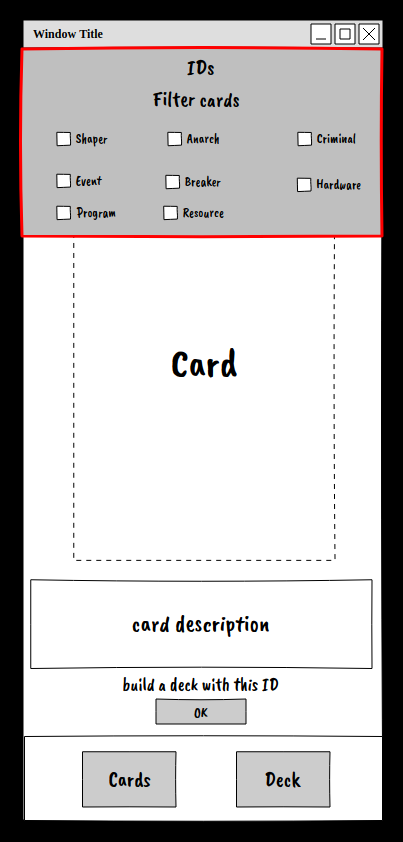 Window Title
IDs
Filter cards
Shaper Anarch Criminal
Event Breaker Hardware
Program Resource
Card
card description
build a deck with this ID
OK
Cards Deck